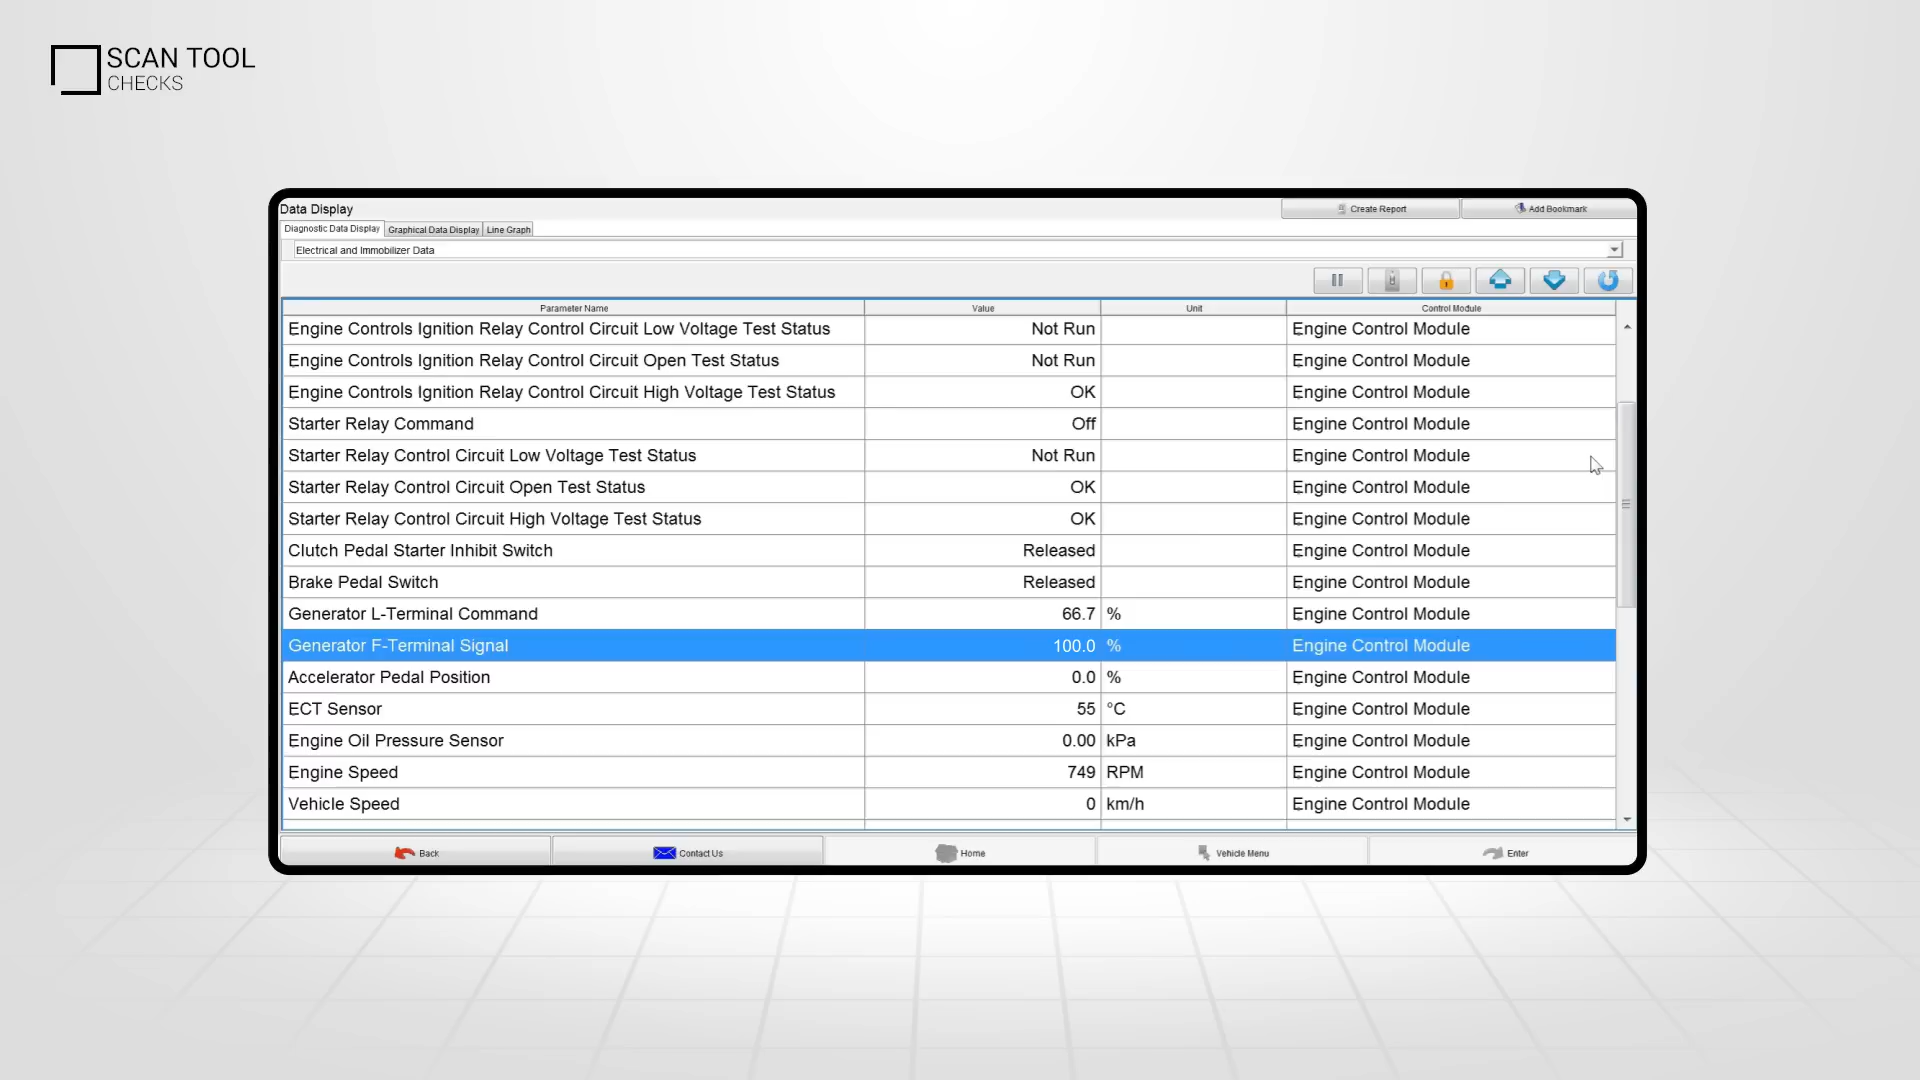 SCAN TOOL
CHECKS
Data Display
Create Report
Add Bookmark
Diagnostic Data Display Graphical Data Display Line Graph
Electrical and Immobilizer Data
Parameter Name Value Unit Control Module
Engine Controls Ignition Relay Control Circuit Low Voltage Test Status Not Run Engine Control Module
Engine Controls Ignition Relay Control Circuit Open Test Status Not Run Engine Control Module
Engine Controls Ignition Relay Control Circuit High Voltage Test Status OK Engine Control Module
Starter Relay Command Off Engine Control Module
Starter Relay Control Circuit Low Voltage Test Status Not Run Engine Control Module
Starter Relay Control Circuit Open Test Status OK Engine Control Module
Starter Relay Control Circuit High Voltage Test Status OK Engine Control Module
Clutch Pedal Starter Inhibit Switch Released Engine Control Module
Brake Pedal Switch Released Engine Control Module
Generator L-Terminal Command 66.7 % Engine Control Module
Generator F-Terminal Signal 100.0 % Engine Control Module
Accelerator Pedal Position 0.0 % Engine Control Module
ECT Sensor 55 °C Engine Control Module
Engine Oil Pressure Sensor 0.00 kPa Engine Control Module
Engine Speed 749 RPM Engine Control Module
Vehicle Speed 0 km/h Engine Control Module
Back Contact Us Home Vehicle Menu Enter